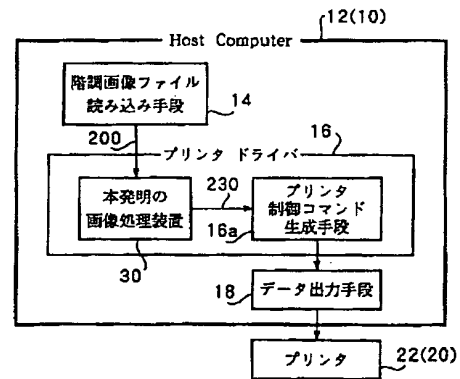 12(10)
Host Computer
階調画像ファイル
読み込み手段
14
200
16
プリンタ ドライバ
本発明の
画像処理装置
230
プリンタ
制御コマンド
生成手段
16a
30
18
データ出力手段
プリンタ
22(20)